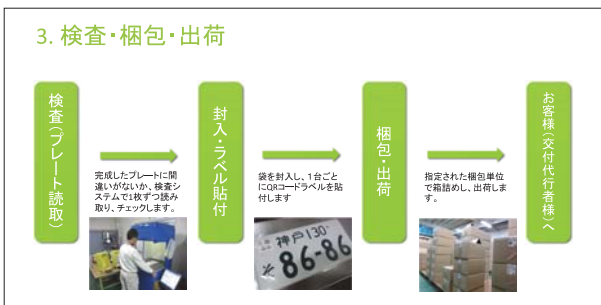 3. 検査・梱包・出荷
検査(プレート読取)
完成したプレートに間
違いがないか、検査シ
ステムで1枚ずつ読み
取り、チェックします。
封入・ラベル貼付
袋を封入し、1台ごと
にQRコードラベルを貼
付します
神戸 130
そ 86-86
梱包・出荷
指定された梱包単位
で箱詰めし、出荷しま
す。
お客様(交付代行者様)へ